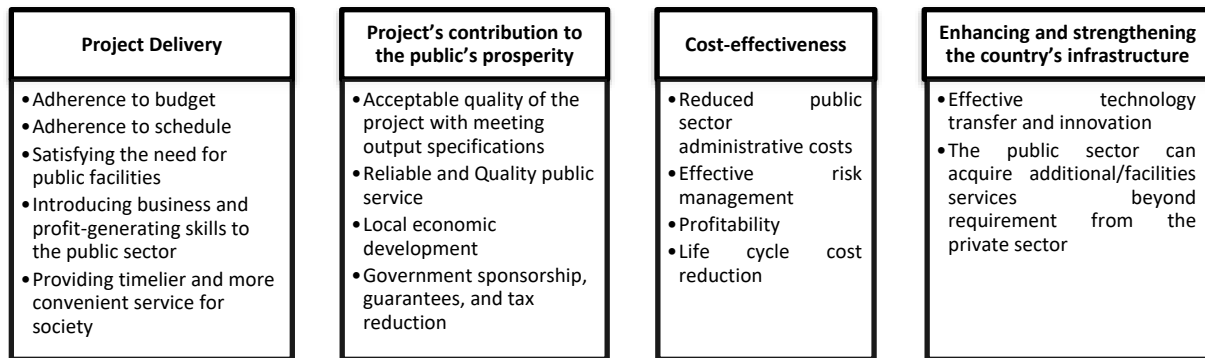 Project Delivery
•Adherence to budget
•Adherence to schedule
•Satisfying the need for
public facilities
•Introducing business and
profit-generating skills to
the public sector
•Providing timelier and more
convenient service for
society
Project’s contribution to
the public’s prosperity
•Acceptable quality of the
project with meeting
output specifications
•Reliable and Quality public
service
•Local economic
development
•Government sponsorship,
guarantees, and tax
reduction
Cost-effectiveness
•Reduced public
sector
administrative costs
•Effective risk
management
•Profitability
•Life cycle cost
reduction
Enhancing and strengthening
the country’s infrastructure
•Effective technology
transfer and innovation
•The public sector can
acquire additional/facilities
services beyond
requirement from the
private sector